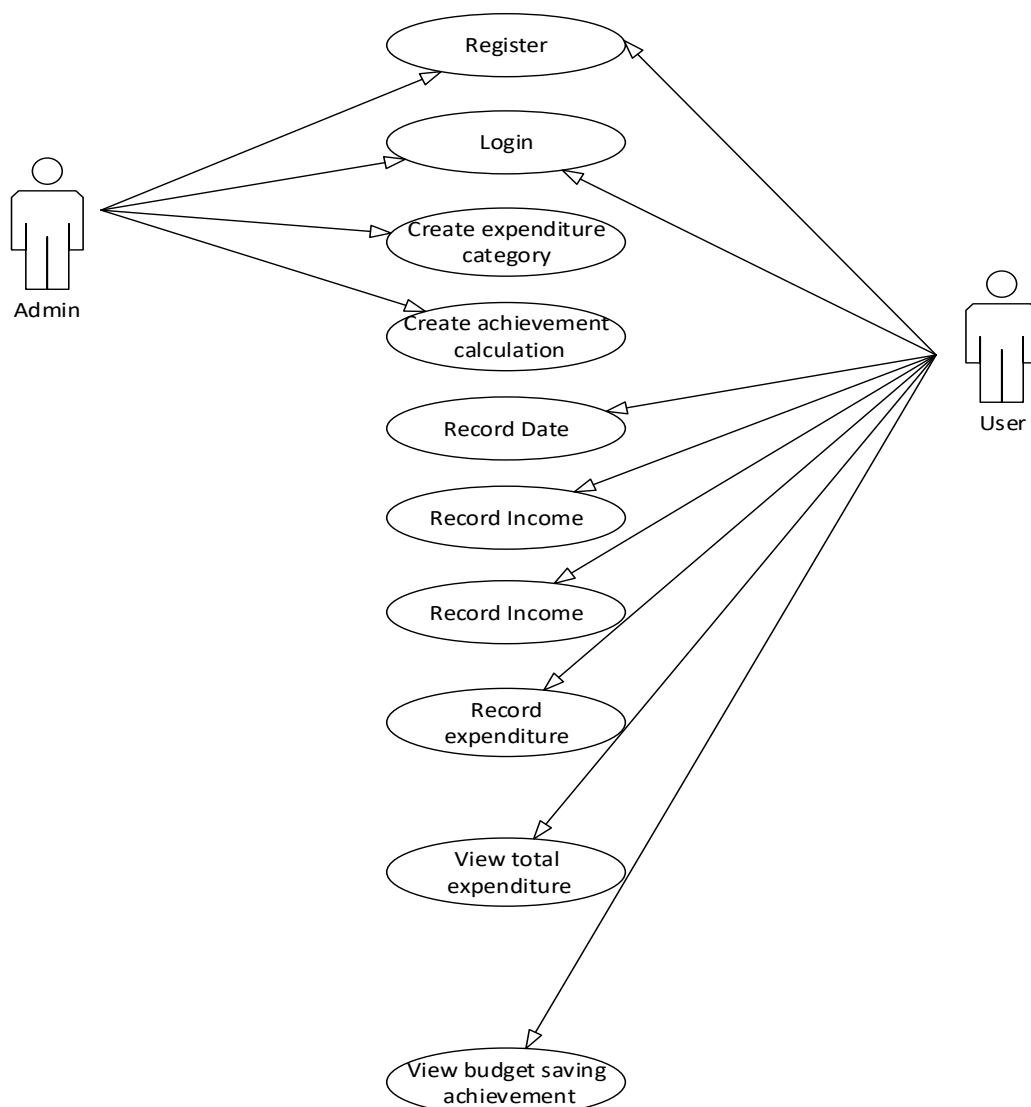 Register
Login
Create expenditure
category
Admin
Create achievement
calculation
User
Record Date
Record Income
Record Income
Record
expenditure
View total
expenditure
View budget saving
achievement